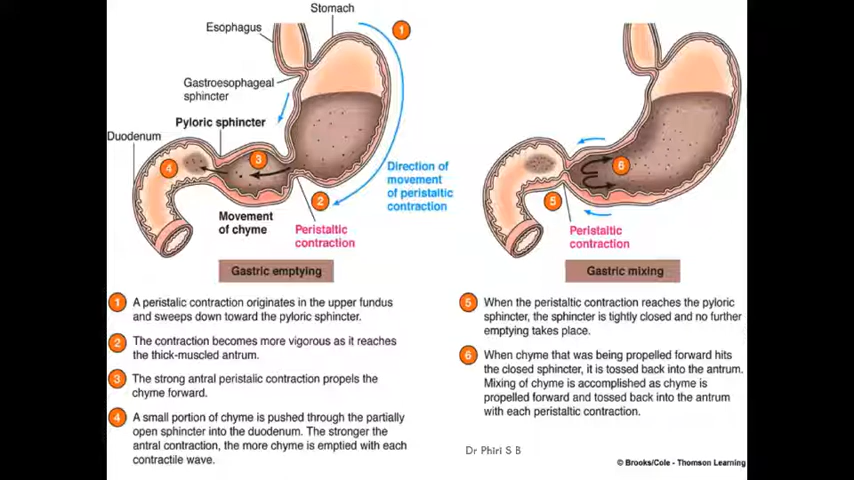 Stomach
1
Esophagus
Gastroesophageal
sphincter
Pyloric sphincter
Duodenum
3
4
6
Direction of
movement of
peristaltic
contraction
2
5
Movement
of chyme
Peristaltic
contraction
Peristaltic
contraction
Gastric emptying
Gastric mixing
1 A peristalic contraction originates in the upper fundus
and sweeps down toward the pyloric sphincter.
2 The contraction becomes more vigorous as it reaches
the thick-muscled antrum.
3 The strong antral peristaltic contraction propels the
chyme forward.
4 A small portion of chyme is pushed through the partially
open sphincter into the duodenum. The stronger the
antral contraction, the more chyme is emptied with each
contractile wave.
5 When the peristaltic contraction reaches the pyloric
sphincter, the sphincter is tightly closed and no further
emptying takes place.
6 When chyme that was being propelled forward hits
the closed sphincter, it is tossed back into the antrum.
Mixing of chyme is accomplished as chyme is
propelled forward and tossed back into the antrum
with each peristaltic contraction.
Dr Phiri S B
© Brooks/Cole - Thomson Learning